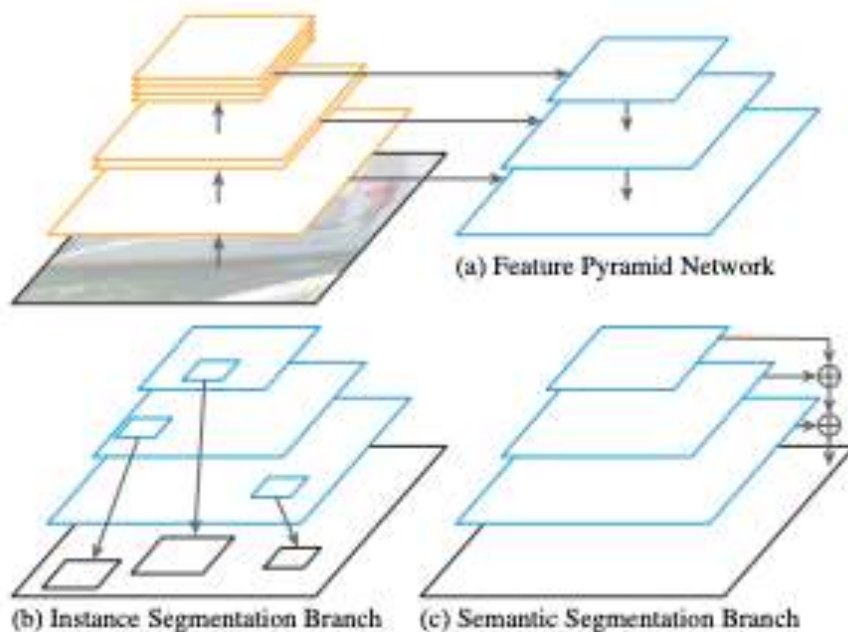 (a) Feature Pyramid Network
(b) Instance Segmentation Branch
(c) Semantic Segmentation Branch